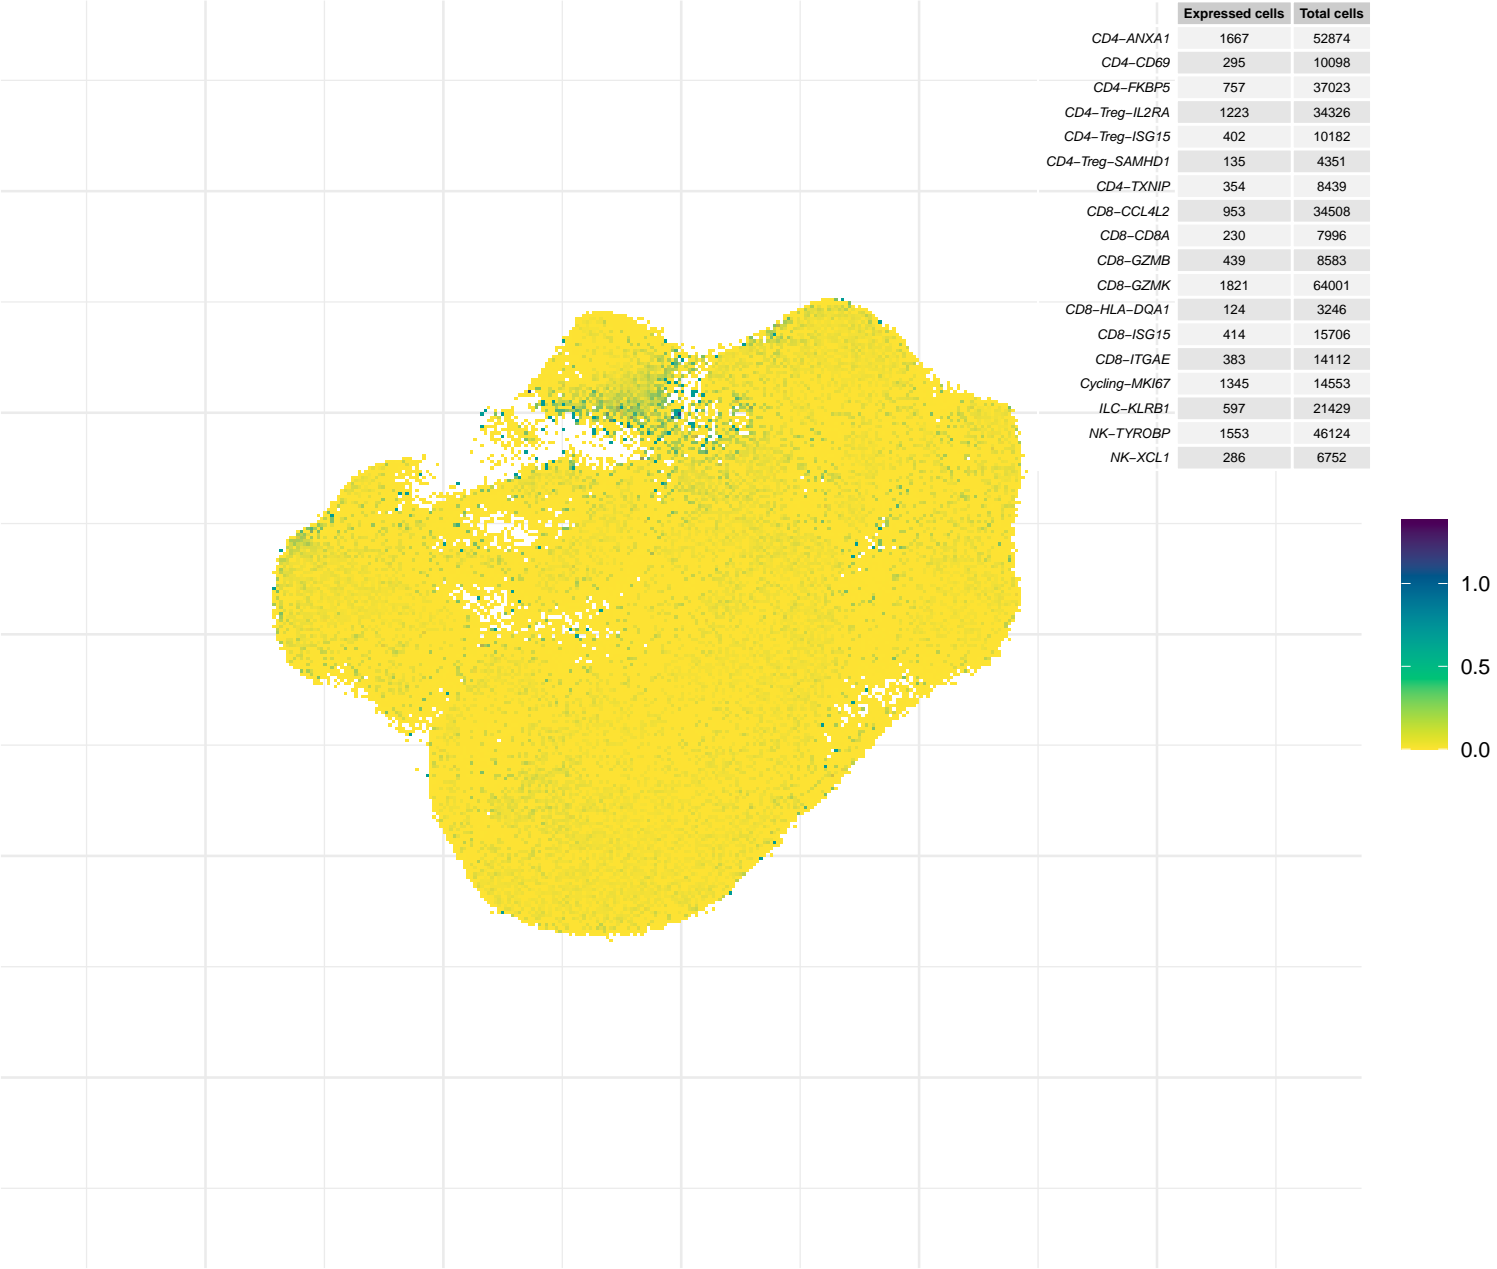 Expressed cells Total cells
CD4−ANXA1 1667 52874
CD4−CD69 295 10098
CD4−FKBP5 757 37023
CD4−Treg−IL2RA 1223 34326
CD4−Treg−ISG15 402 10182
CD4−Treg−SAMHD1 135 4351
CD4−TXNIP 354 8439
CD8−CCL4L2 953 34508
CD8−CD8A 230 7996
CD8−GZMB 439 8583
CD8−GZMK 1821 64001
CD8−HLA−DQA1 124 3246
CD8−ISG15 414 15706
CD8−ITGAE 383 14112
Cycling−MKI67 1345 14553
ILC−KLRB1 597 21429
NK−TYROBP 1553 46124
NK−XCL1 286 6752
1.0
0.5
0.0